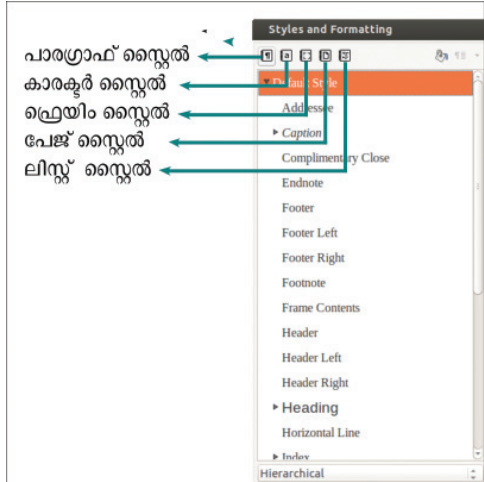 Styles and Formatting
പാരഗ്രാഫ് സ്റ്റൈൽ
കാരക്ടർ സ്റ്റൈൽ
ഫ്രെയിം സ്റ്റൈൽ
പേജ് സ്റ്റൈൽ
ലിസ്റ്റ് സ്റ്റൈൽ
Default Style
Addressee
Caption
Complimentary Close
Endnote
Footer
Footer Left
Footer Right
Footnote
Frame Contents
Header
Header Left
Header Right
Heading
Horizontal Line
Index
Hierarchical